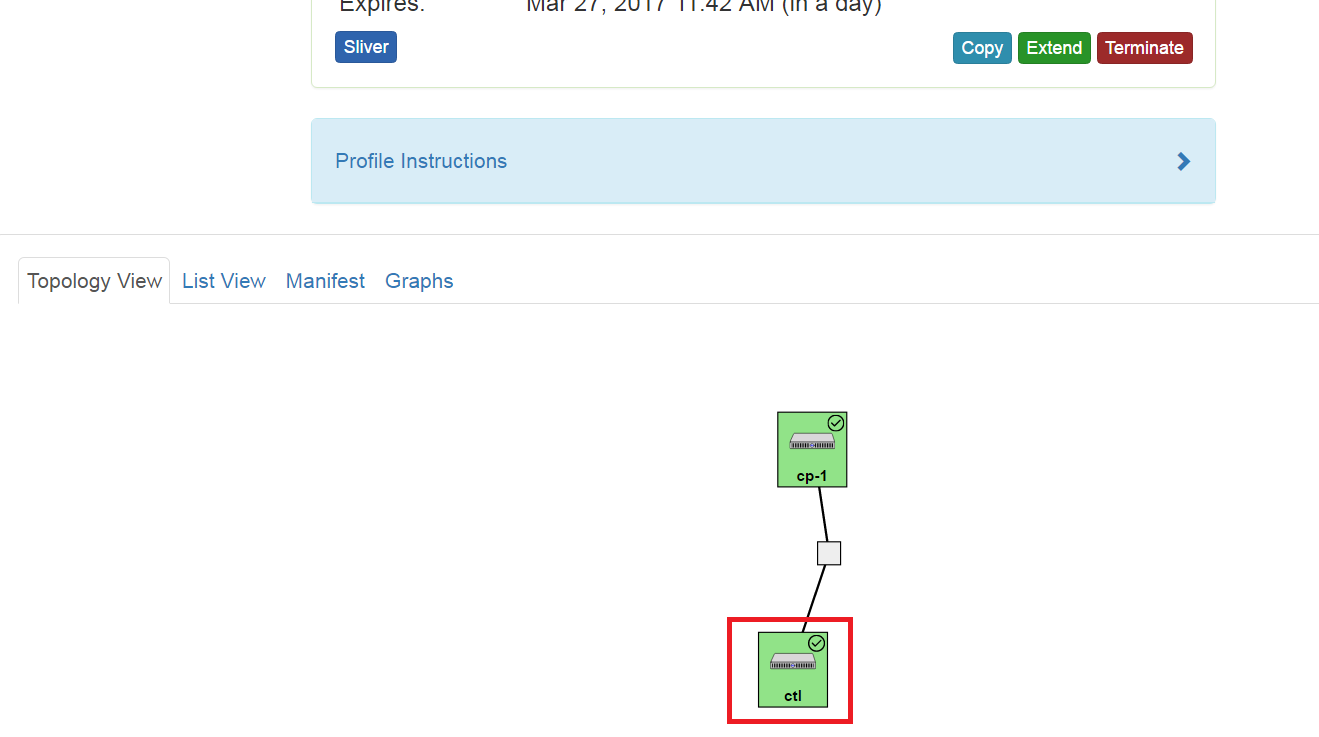 Expires: Mar 27, 2017 11:42 AM (in a day)
Sliver Copy Extend Terminate
Profile Instructions
Topology View List View Manifest Graphs
cp-1
ctl